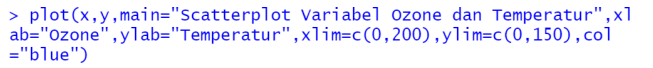 > plot(x,y,main="Scatterplot Variabel Ozone dan Temperatur",xl
ab="Ozone",ylab="Temperatur",xlim=c(0,200),ylim=c(0,150),col
="blue")